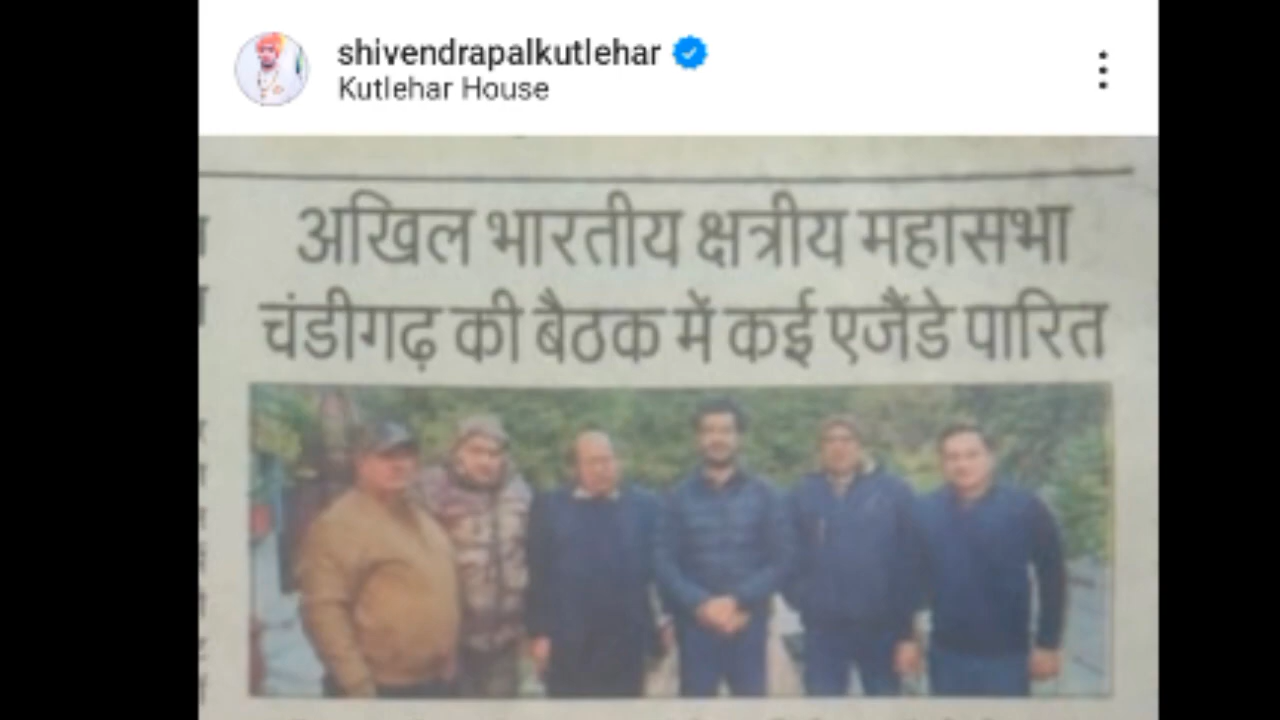 shivendrapalkutlehar
Kutlehar House
अखिल भारतीय क्षत्रीय महासभा
चंडीगढ़ की बैठक में कई एजैंडे पारित